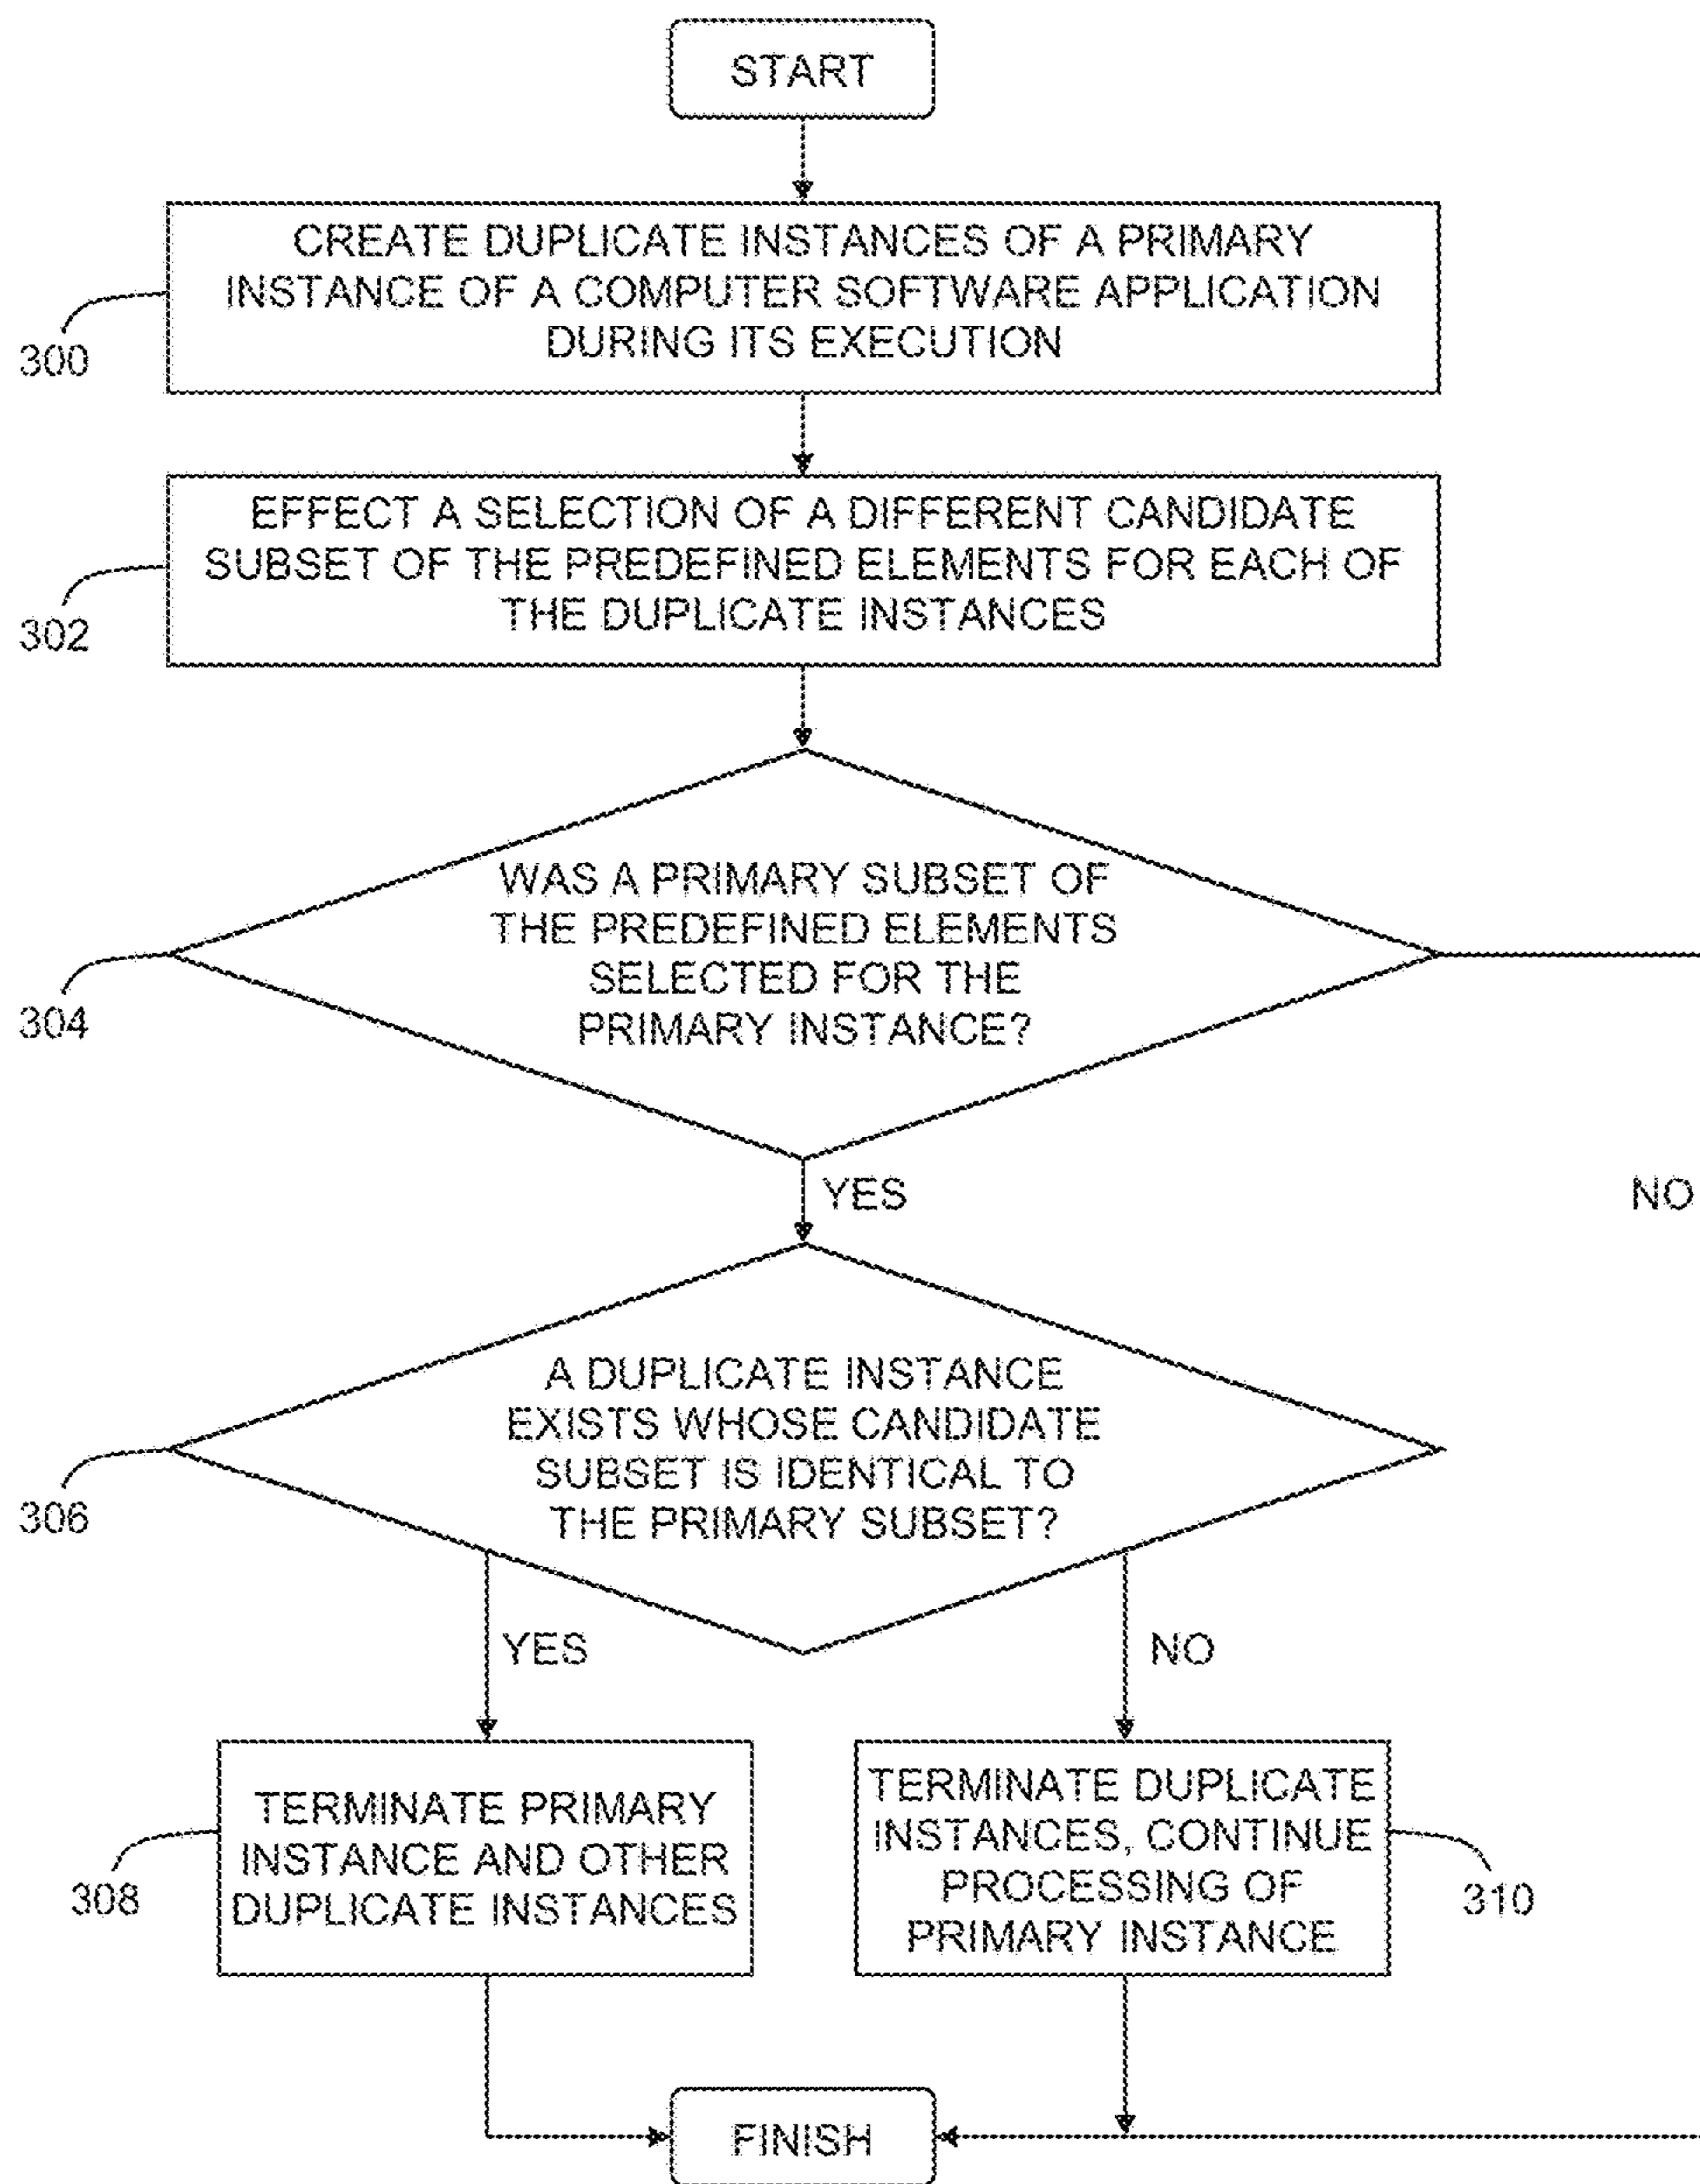 START
CREATE DUPLICATE INSTANCES OF A PRIMARY
INSTANCE OF A COMPUTER SOFTWARE APPLICATION
DURING ITS EXECUTION
300
EFFECT A SELECTION OF A DIFFERENT CANDIDATE
SUBSET OF THE PREDEFINED ELEMENTS FOR EACH OF
THE DUPLICATE INSTANCES
302
WAS A PRIMARY SUBSET OF
THE PREDEFINED ELEMENTS
SELECTED FOR THE
PRIMARY INSTANCE?
304
YES
NO
A DUPLICATE INSTANCE
EXISTS WHOSE CANDIDATE
SUBSET IS IDENTICAL TO
THE PRIMARY SUBSET?
306
YES
NO
TERMINATE PRIMARY
INSTANCE AND OTHER
DUPLICATE INSTANCES
308
TERMINATE DUPLICATE
INSTANCES, CONTINUE
PROCESSING OF
PRIMARY INSTANCE
310
FINISH